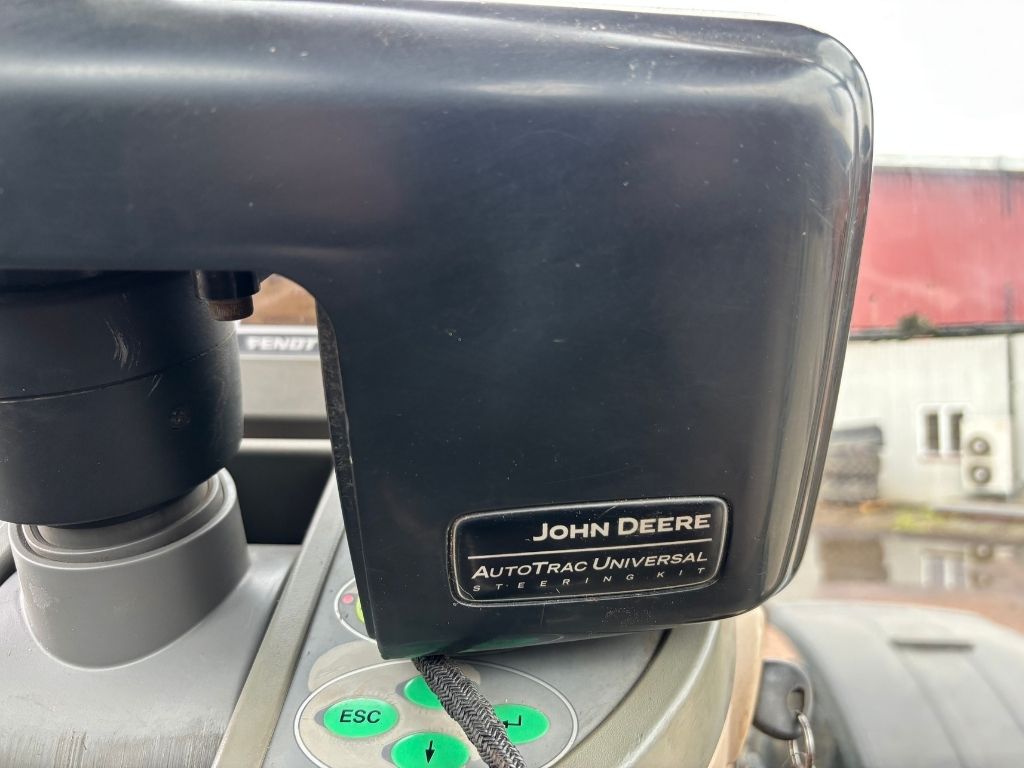 FENDT
JOHN DEERE
AUTOTRAC UNIVERSAL
STEERING KIT
ESC